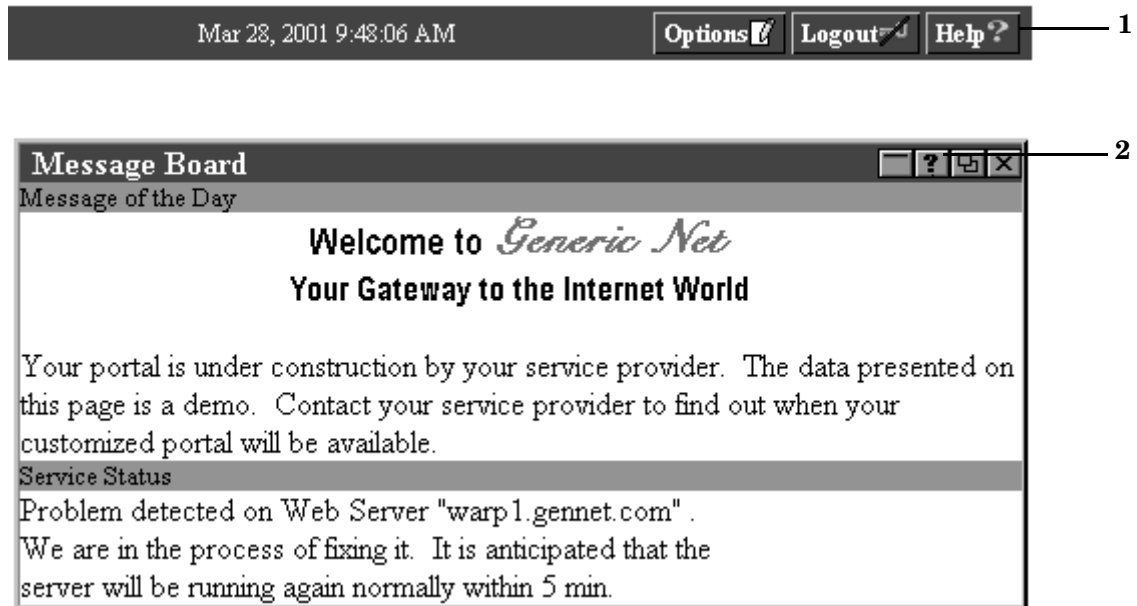 Mar 28, 2001 9:48:06 AM Options Logout Help? 1
Message Board ? 2
Message of the Day
Welcome to Generic Net
Your Gateway to the Internet World
Your portal is under construction by your service provider.  The data presented on
this page is a demo.  Contact your service provider to find out when your
customized portal will be available.
Service Status
Problem detected on Web Server "warp1.gennet.com" .
We are in the process of fixing it.  It is anticipated that the
server will be running again normally within 5 min.